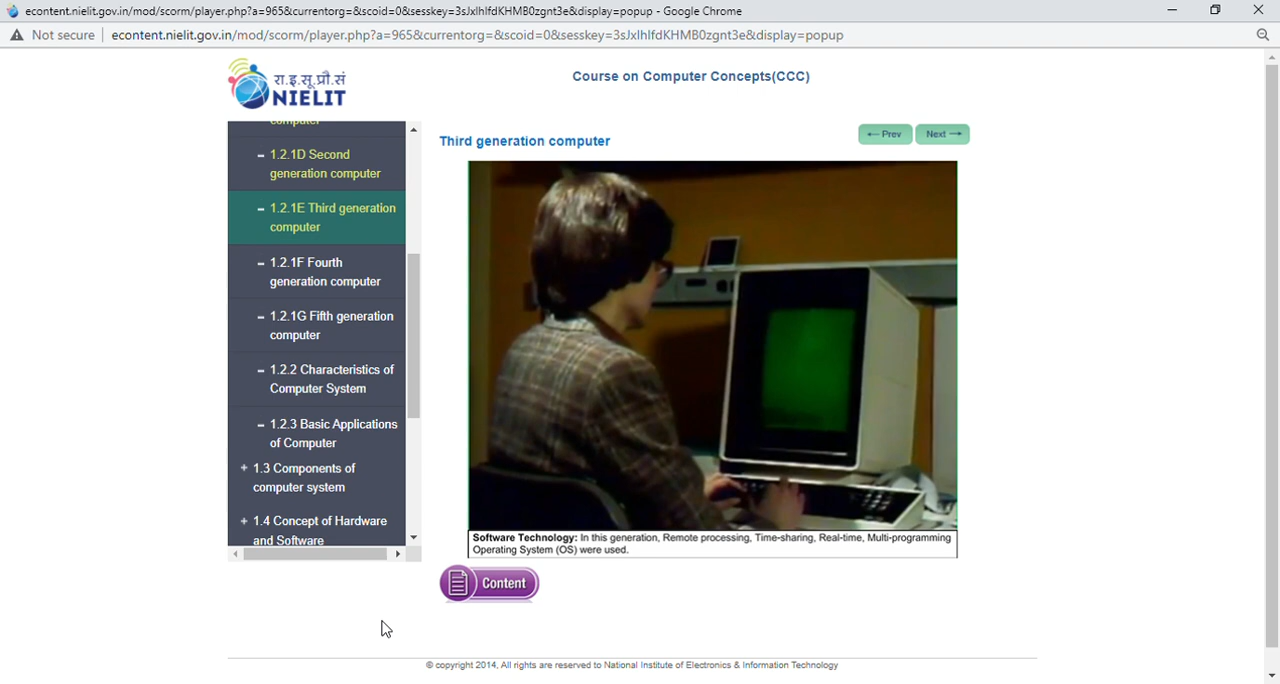 econtent.nielit.gov.in/mod/scorm/player.php?a=965&currentorg=&scoid=0&sesskey=3sJxlhlfdKHMB0zgnt3e&display=popup - Google Chrome
Not secure econtent.nielit.gov.in/mod/scorm/player.php?a=965&currentorg=&scoid=0&sesskey=3sJxlhlfdKHMB0zgnt3e&display=popup
रा.इ.सू.प्रौ.सं
NIELIT
Course on Computer Concepts(CCC)
computer
1.2.1D Second
generation computer
1.2.1E Third generation
computer
1.2.1F Fourth
generation computer
1.2.1G Fifth generation
computer
1.2.2 Characteristics of
Computer System
1.2.3 Basic Applications
of Computer
+ 1.3 Components of
computer system
+ 1.4 Concept of Hardware
and Software
Third generation computer
← Prev
Next →
Software Technology: In this generation, Remote processing, Time-sharing, Real-time, Multi-programming
Operating System (OS) were used.
Content
© copyright 2014, All rights are reserved to National Institute of Electronics & Information Technology